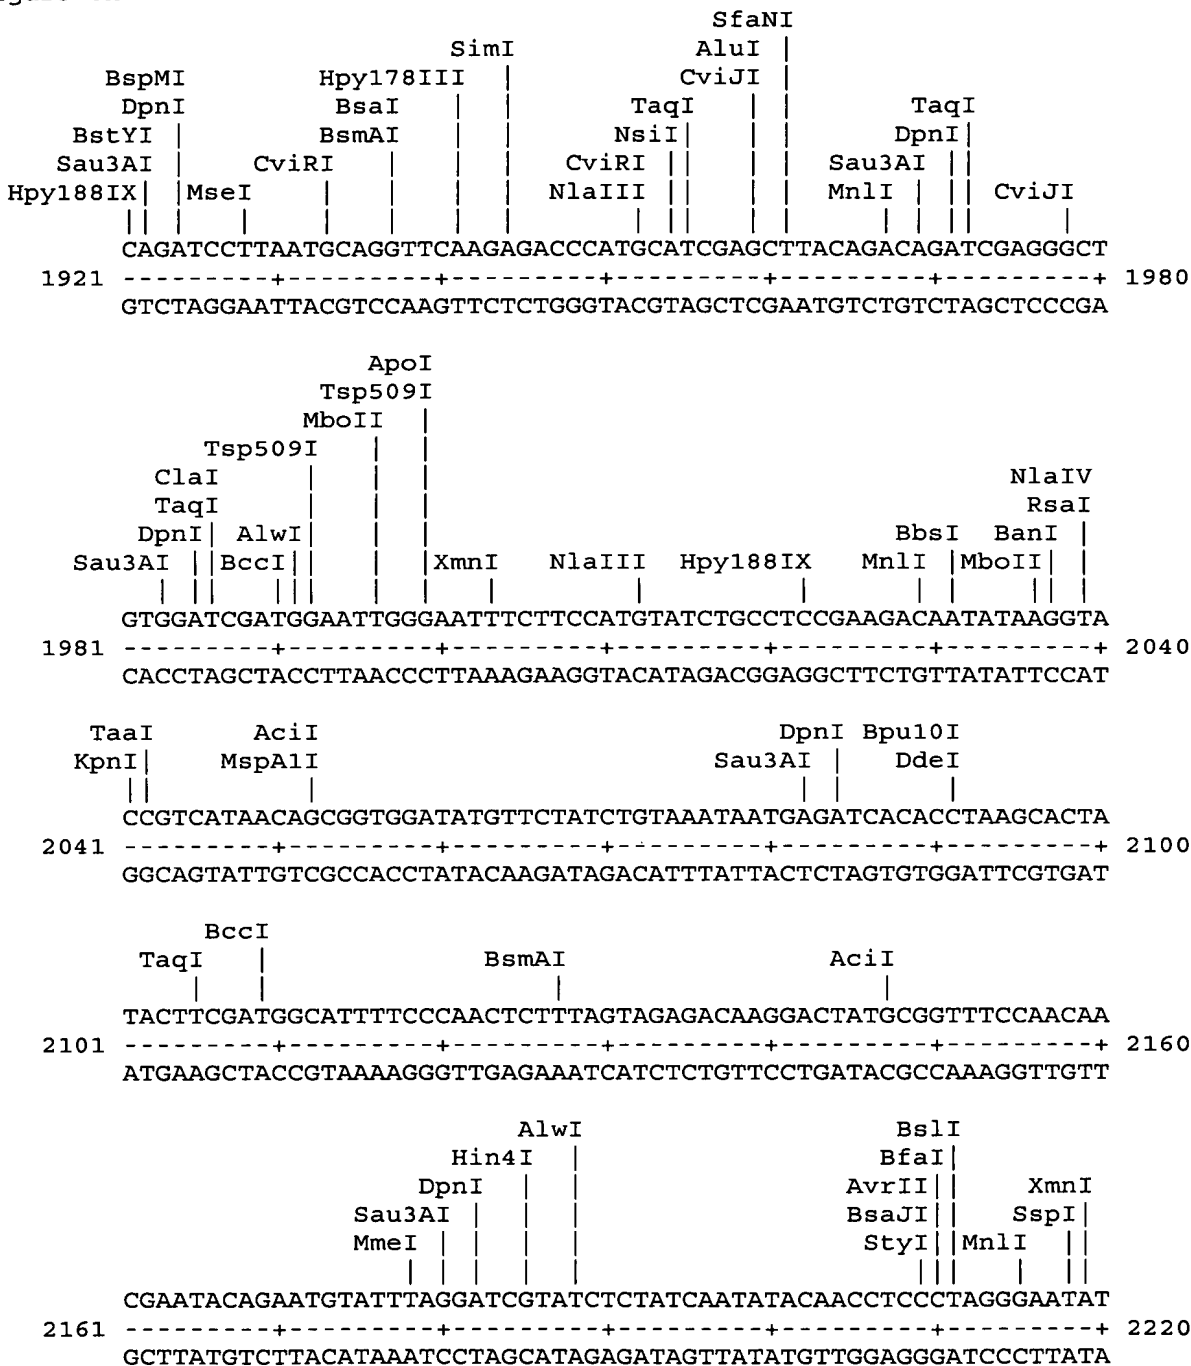 SfaNI
SimI AluI
BspMI Hpy178III CviJI
DpnI BsaI TaqI TaqI
BstYI BsmAI NsiI DpnI
Sau3AI CviRI CviRI Sau3AI
Hpy188IX MseI NlaIII MnlI CviJI
CAGATCCTTAATGCAGGTTCAAGAGACCCATGCATCGAGCTTACAGACAGATCGAGGGCT
1921 ---------+---------+---------+---------+---------+---------+ 1980
GTCTAGGAATTACGTCCAAGTTCTCTGGGTACGTAGCTCGAATGTCTGTCTAGCTCCCGA
ApoI
Tsp509I
MboII
Tsp509I
ClaI NlaIV
TaqI RsaI
DpnI AlwI BbsI BanI
Sau3AI BccI XmnI NlaIII Hpy188IX MnlI MboII
GTGGATCGATGGAATTGGGAATTTCTTCCATGTATCTGCCTCCGAAGACAATATAAGGTA
1981 ---------+---------+---------+---------+---------+---------+ 2040
CACCTAGCTACCTTAACCCTTAAAGAAGGTACATAGACGGAGGCTTCTGTTATATTCCAT
TaaI AciI DpnI Bpu10I
KpnI MspA1I Sau3AI DdeI
CCGTCATAACAGCGGTGGATATGTTCTATCTGTAAATAATGAGATCACACCTAAGCACTA
2041 ---------+---------+---------+---------+---------+---------+ 2100
GGCAGTATTGTCGCCACCTATACAAGATAGACATTTATTACTCTAGTGTGGATTCGTGAT
BccI
TaqI BsmAI AciI
TACTTCGATGGCATTTTCCCAACTCTTTAGTAGAGACAAGGACTATGCGGTTTCCAACAA
2101 ---------+---------+---------+---------+---------+---------+ 2160
ATGAAGCTACCGTAAAAGGGTTGAGAAATCATCTCTGTTCCTGATACGCCAAAGGTTGTT
AlwI BslI
Hin4I BfaI
DpnI AvrII XmnI
Sau3AI BsaJI SspI
MmeI StyI MnlI
CGAATACAGAATGTATTTAGGATCGTATCTCTATCAATATACAACCTCCCTAGGGAATAT
2161 ---------+---------+---------+---------+---------+---------+ 2220
GCTTATGTCTTACATAAATCCTAGCATAGAGATAGTTATATGTTGGAGGGATCCCTTATA